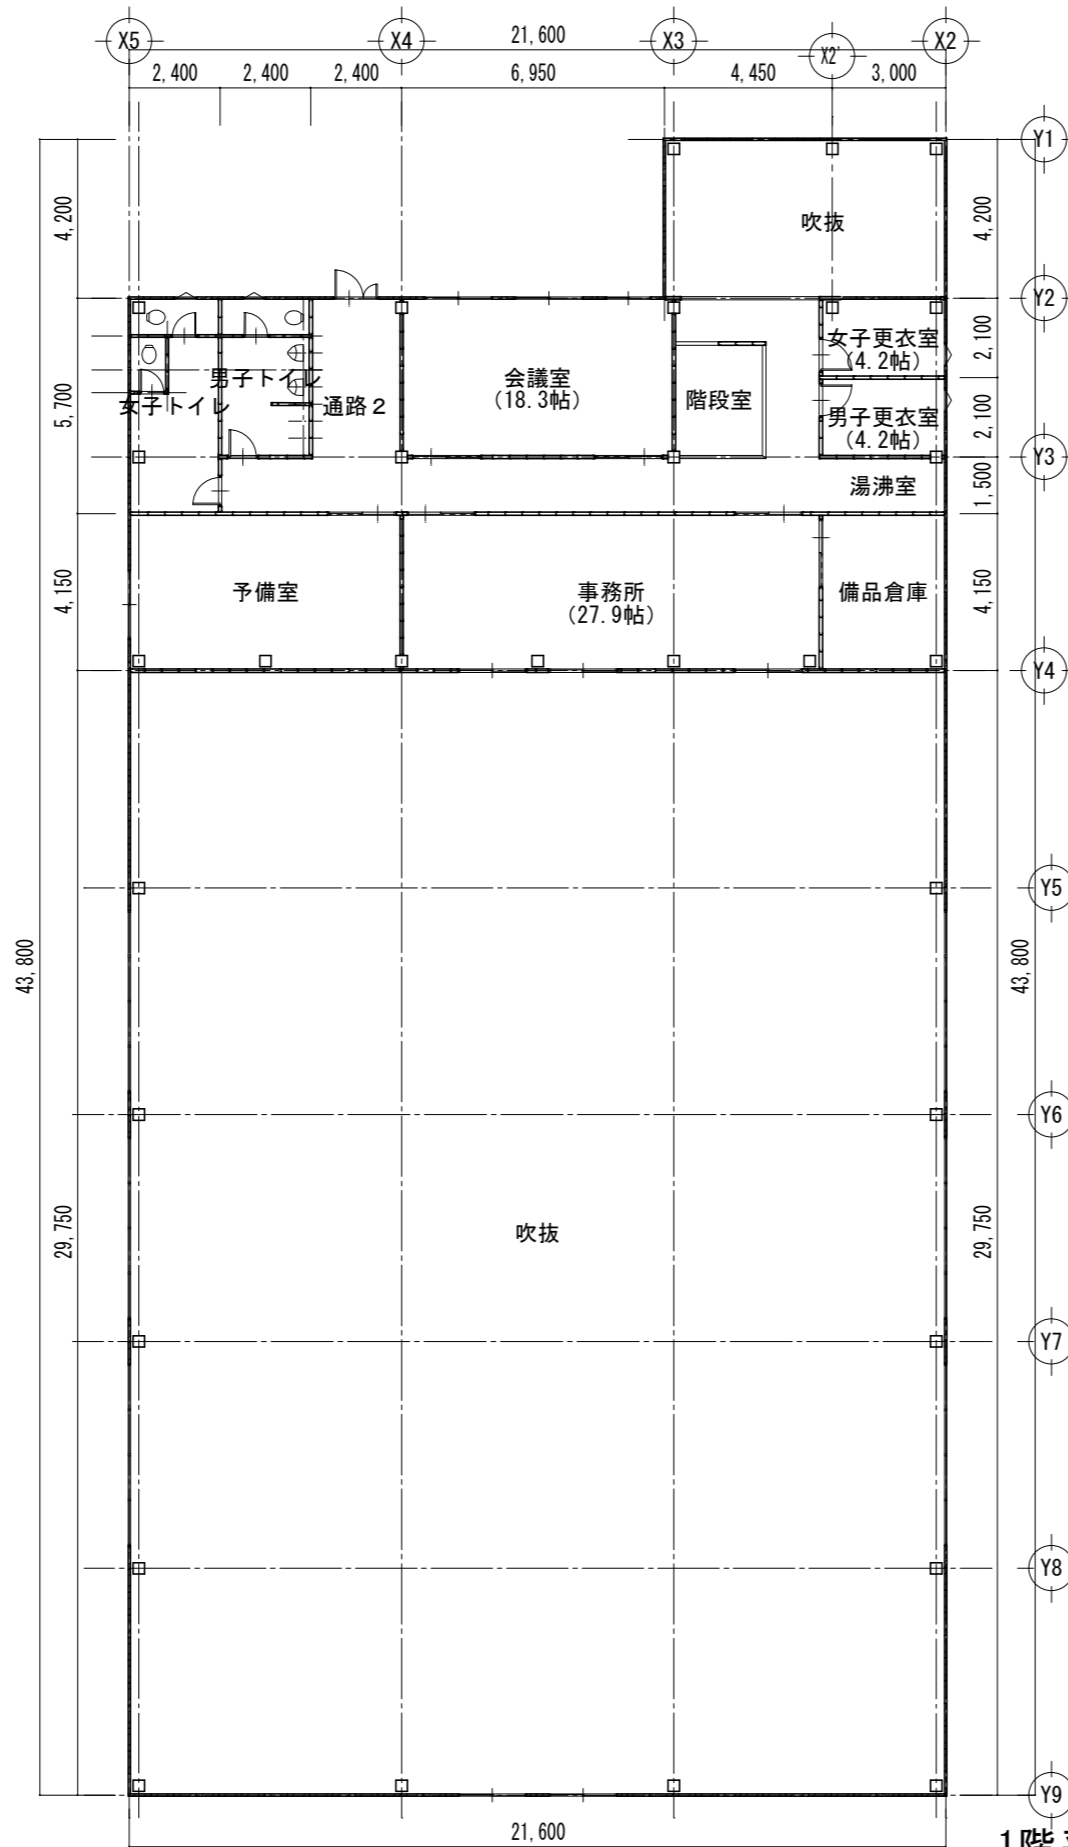 X5
X4
21,600
X3
X2'
X2
2,400
2,400
2,400
6,950
4,450
3,000
Y1
4,200
吹抜
4,200
Y2
女子更衣室
(4.2帖)
2,100
男子トイレ
会議室
(18.3帖)
階段室
5,700
女子トイレ
通路２
男子更衣室
(4.2帖)
2,100
Y3
湯沸室
1,500
4,150
予備室
事務所
(27.9帖)
備品倉庫
4,150
Y4
Y5
43,800
43,800
Y6
29,750
吹抜
29,750
Y7
Y8
Y9
21,600
1階